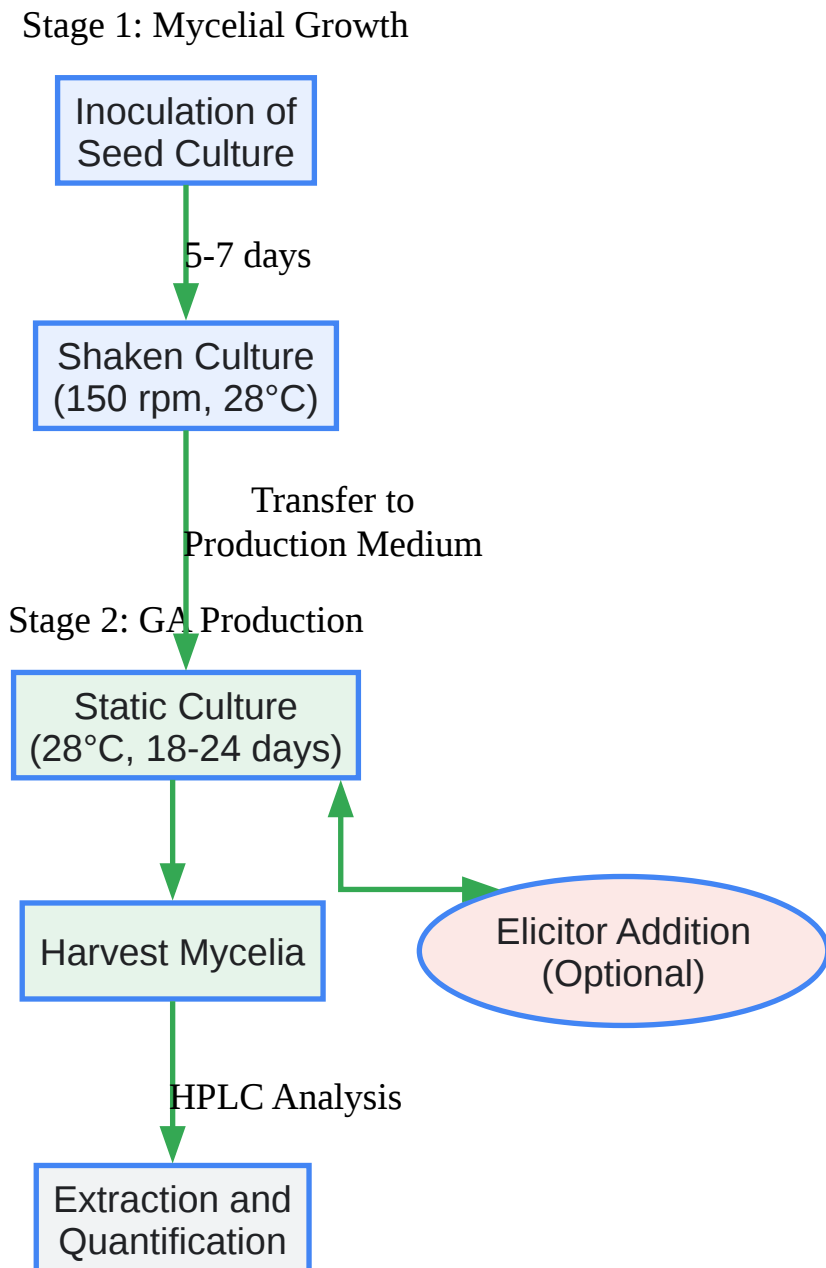 Stage 1: Mycelial Growth
Inoculation of
Seed Culture
5-7 days
Shaken Culture
(150 rpm, 28°C)
Transfer to
Production Medium
Stage 2: GA Production
Static Culture
(28°C, 18-24 days)
Harvest Mycelia
Elicitor Addition
(Optional)
HPLC Analysis
Extraction and
Quantification